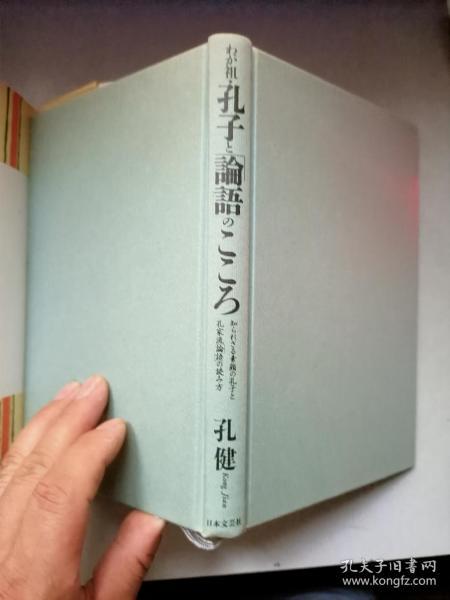 わが祖・孔子と「論語」のこころ
知られざる素顔の孔子と
孔家流「論語」の読み方
孔健
Kong Jian
日本文芸社
孔夫子旧书网
www.kongfz.com